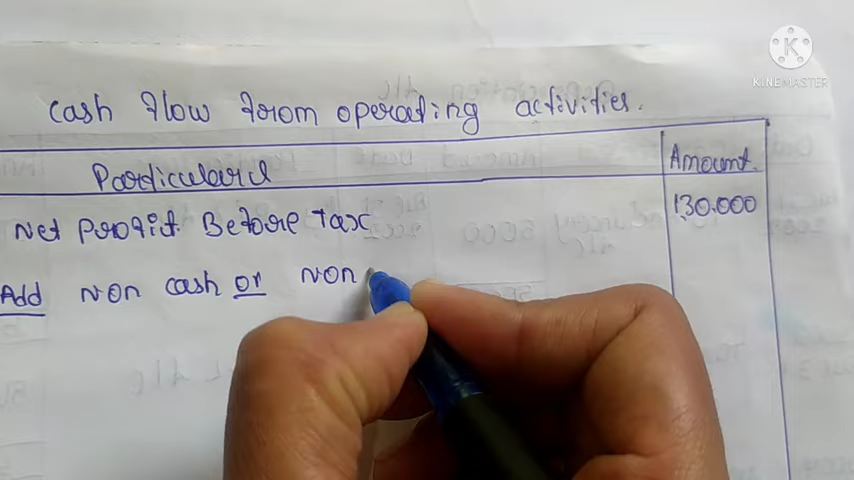 K
KINEMASTER
Cash flow from operating activities.
Particulars Amount.
Net Profit Before Tax 130.000
Add non cash or non